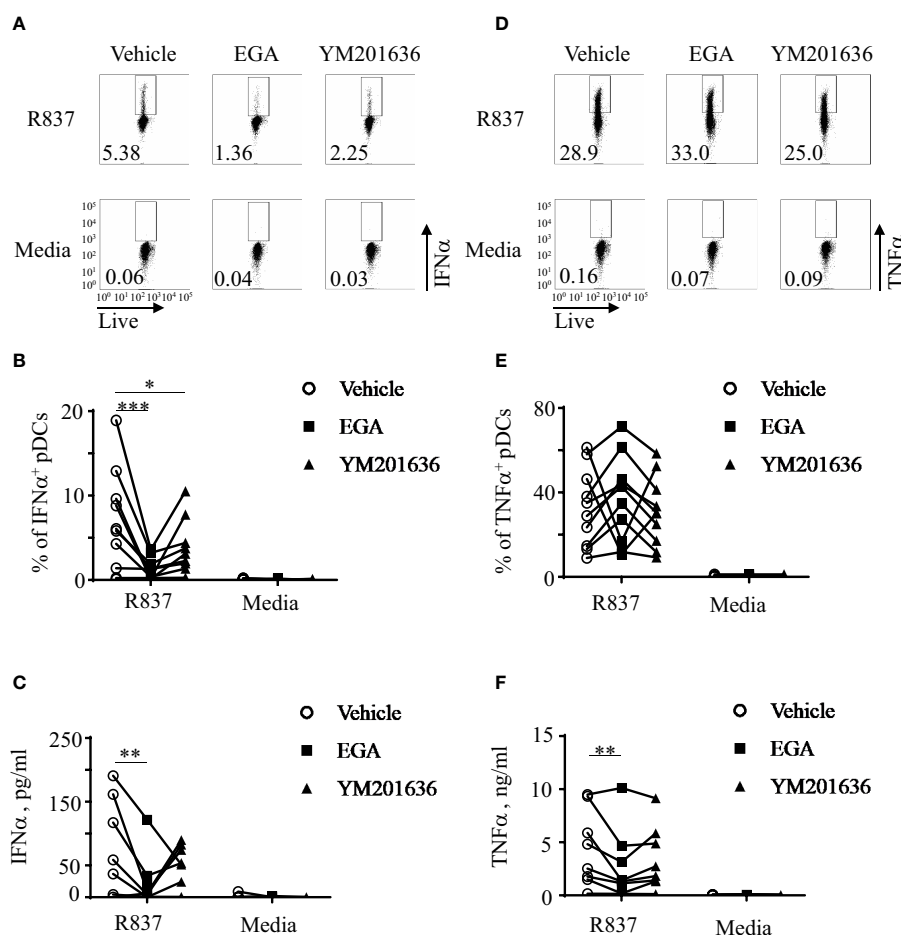 A
Vehicle EGA YM201636
R837
5.38 1.36 2.25
Media
10⁵
10⁴
10³
10²
10¹
10⁰
0.06 0.04 0.03
10⁰ 10¹ 10² 10³ 10⁴ 10⁵
Live
IFNα
D
Vehicle EGA YM201636
R837
28.9 33.0 25.0
Media
10⁵
10⁴
10³
10²
10¹
10⁰
0.16 0.07 0.09
10⁰ 10¹ 10² 10³ 10⁴ 10⁵
Live
TNFα
B
% of IFNα⁺ pDCs
20
10
0
*
***
R837 Media
Vehicle
EGA
YM201636
E
% of TNFα⁺ pDCs
80
40
0
R837 Media
Vehicle
EGA
YM201636
C
IFNα, pg/ml
250
150
50
0
**
R837 Media
Vehicle
EGA
YM201636
F
TNFα, ng/ml
15
10
5
0
**
R837 Media
Vehicle
EGA
YM201636